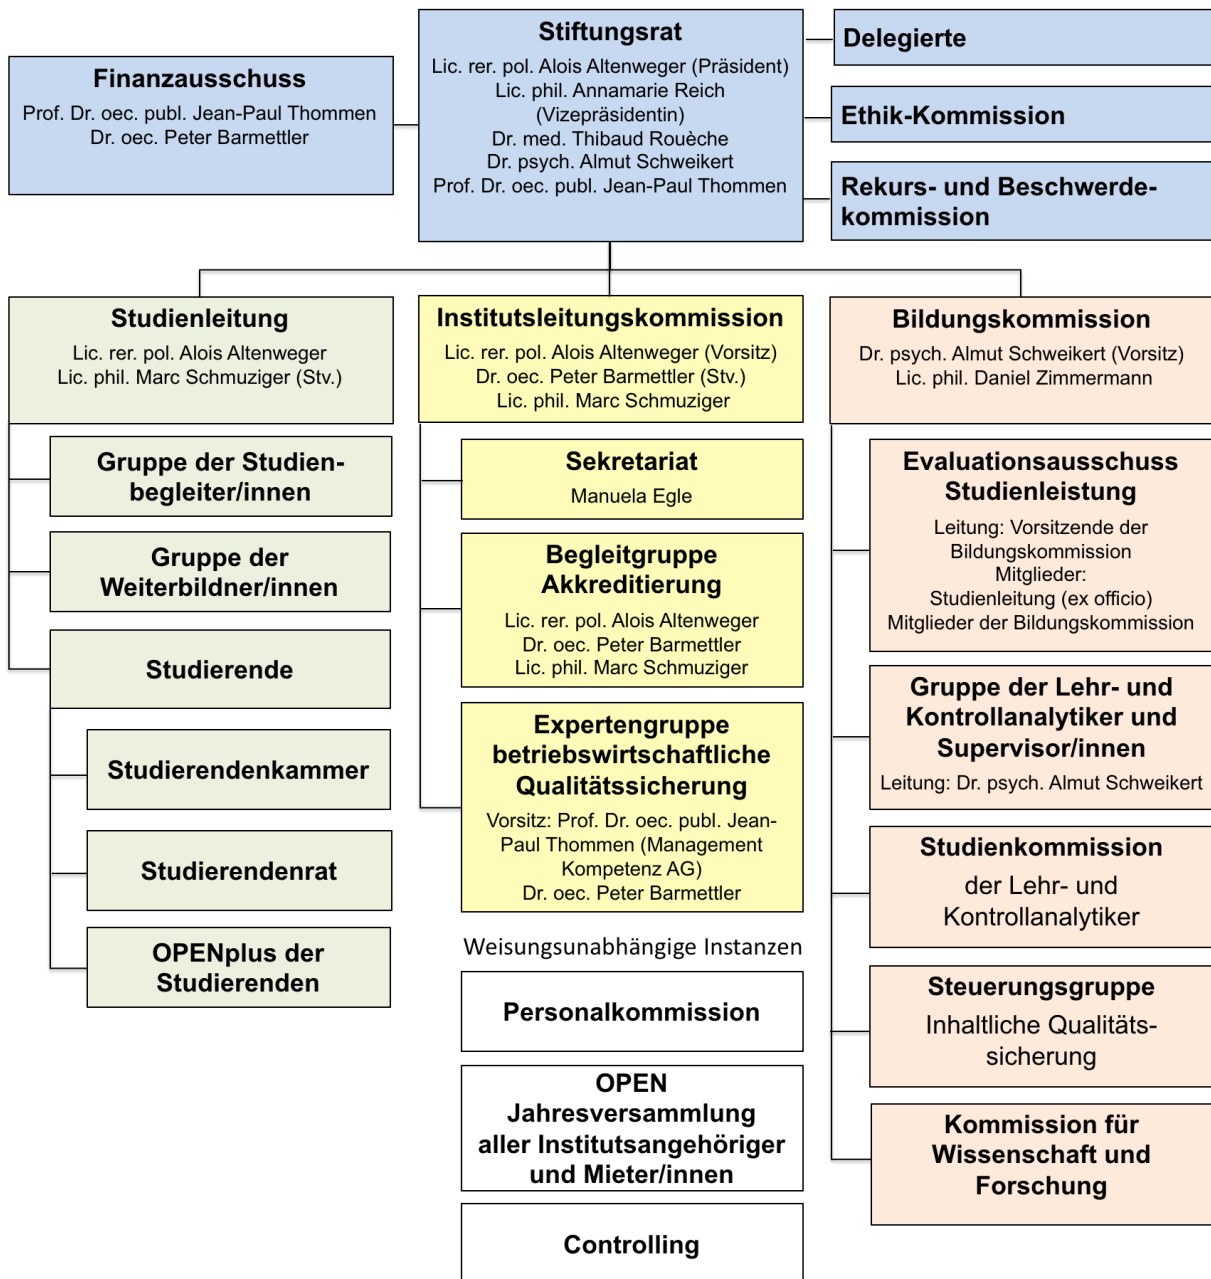 Stiftungsrat
Lic. rer. pol. Alois Altenweger (Präsident)
Lic. phil. Annamarie Reich
(Vizepräsidentin)
Dr. med. Thibaud Rouèche
Dr. psych. Almut Schweikert
Prof. Dr. oec. publ. Jean-Paul Thommen
Finanzausschuss
Prof. Dr. oec. publ. Jean-Paul Thommen
Dr. oec. Peter Barmettler
Delegierte
Ethik-Kommission
Rekurs- und Beschwerde-
kommission
Studienleitung
Lic. rer. pol. Alois Altenweger
Lic. phil. Marc Schmuziger (Stv.)
Gruppe der Studien-
begleiter/innen
Gruppe der
Weiterbildner/innen
Studierende
Studierendenkammer
Studierendenrat
OPENplus der
Studierenden
Institutsleitungskommission
Lic. rer. pol. Alois Altenweger (Vorsitz)
Dr. oec. Peter Barmettler (Stv.)
Lic. phil. Marc Schmuziger
Sekretariat
Manuela Egle
Begleitgruppe
Akkreditierung
Lic. rer. pol. Alois Altenweger
Dr. oec. Peter Barmettler
Lic. phil. Marc Schmuziger
Expertengruppe
betriebswirtschaftliche
Qualitätssicherung
Vorsitz: Prof. Dr. oec. publ. Jean-
Paul Thommen (Management
Kompetenz AG)
Dr. oec. Peter Barmettler
Weisungsunabhängige Instanzen
Personalkommission
OPEN
Jahresversammlung
aller Institutsangehöriger
und Mieter/innen
Controlling
Bildungskommission
Dr. psych. Almut Schweikert (Vorsitz)
Lic. phil. Daniel Zimmermann
Evaluationsausschuss
Studienleistung
Leitung: Vorsitzende der
Bildungskommission
Mitglieder:
Studienleitung (ex officio)
Mitglieder der Bildungskommission
Gruppe der Lehr- und
Kontrollanalytiker und
Supervisor/innen
Leitung: Dr. psych. Almut Schweikert
Studienkommission
der Lehr- und
Kontrollanalytiker
Steuerungsgruppe
Inhaltliche Qualitäts-
sicherung
Kommission für
Wissenschaft und
Forschung